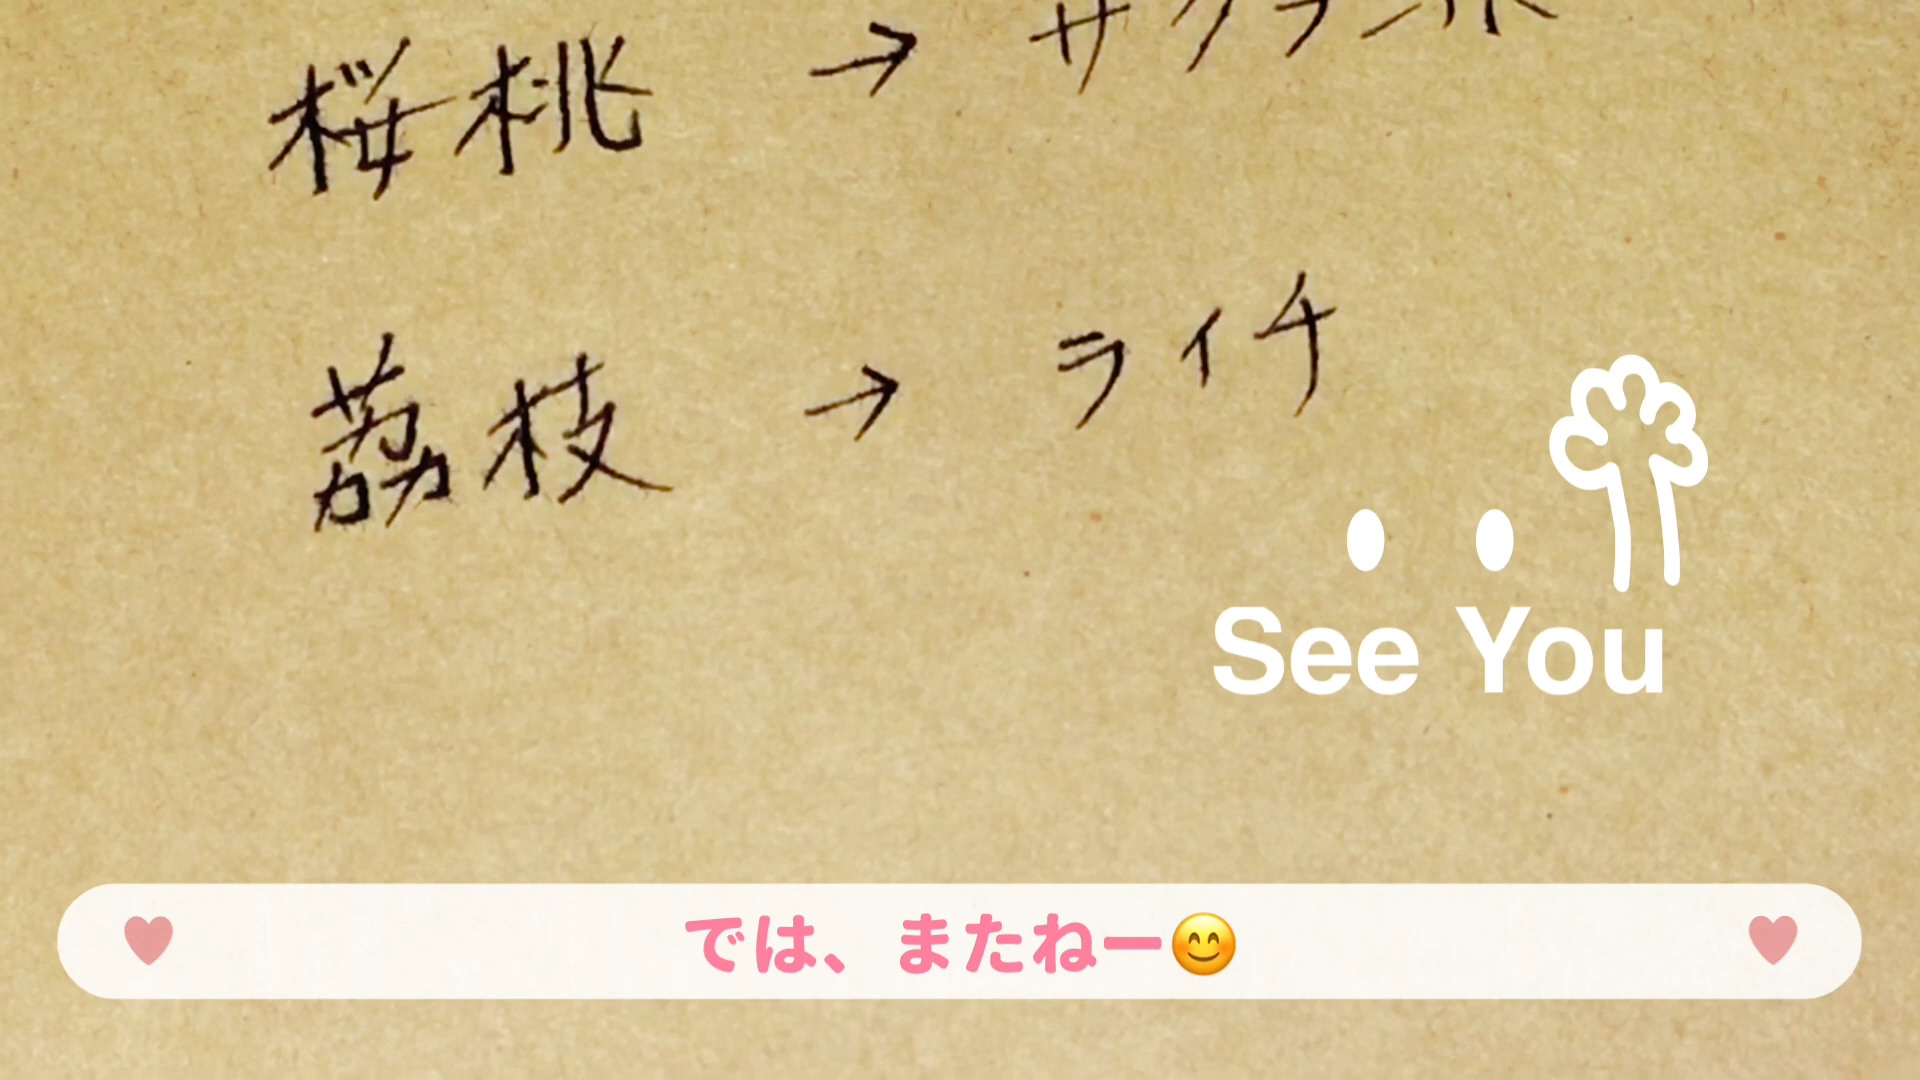 桜桃 → サクランボ
荔枝 → ライチ
See You
では、またねー😊